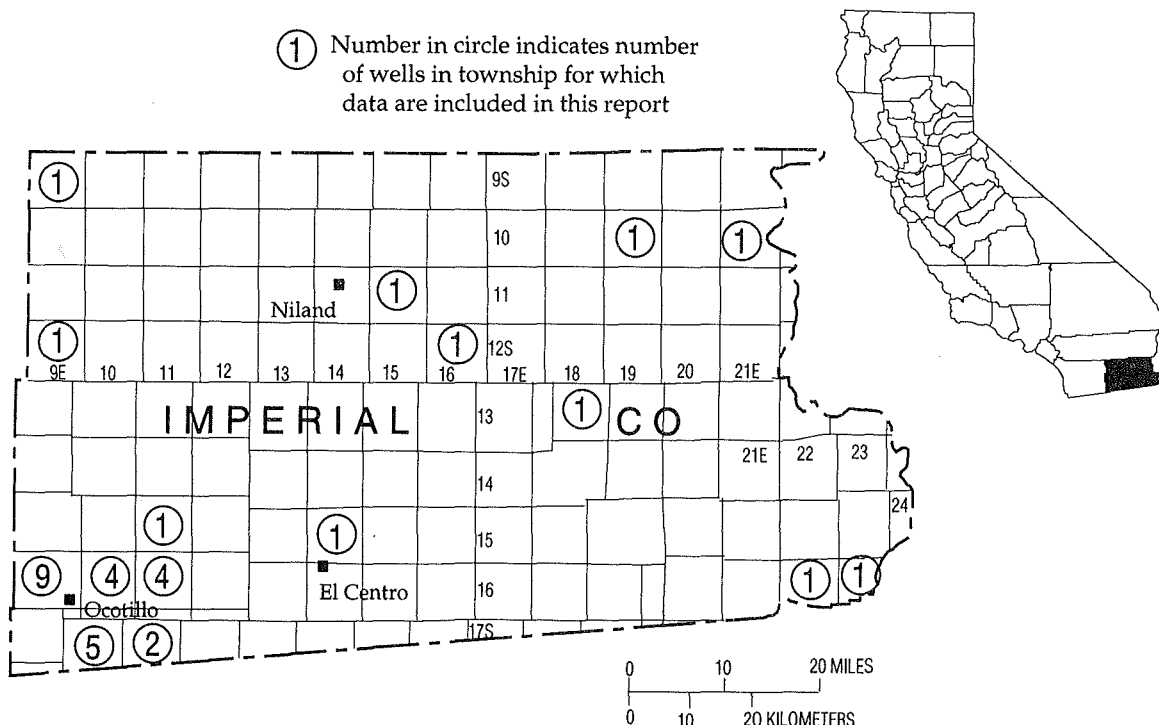 1 Number in circle indicates number
of wells in township for which
data are included in this report
1 9S
10 1 1
Niland 1 11
1 1 12S
9E 10 11 12 13 14 15 16 17E 18 19 20 21E
IMPERIAL 13 1 CO
21E 22 23
14
24
1 1 15
9 4 4 16 1 1
Ocotillo El Centro
5 2 17S
0 10 20 MILES
0 10 20 KILOMETERS